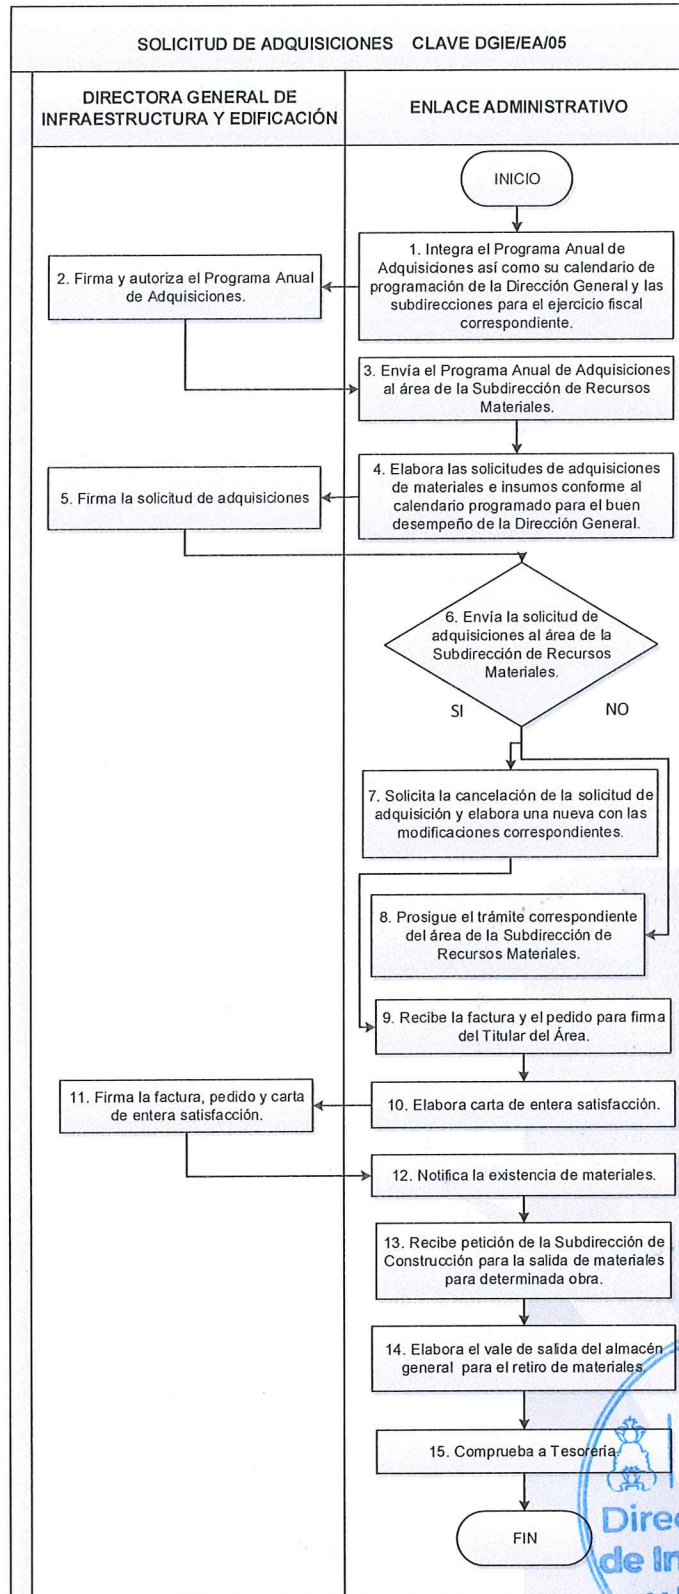 SOLICITUD DE ADQUISICIONES CLAVE DGIE/EA/05
DIRECTORA GENERAL DE
INFRAESTRUCTURA Y EDIFICACIÓN
ENLACE ADMINISTRATIVO
INICIO
1. Integra el Programa Anual de
Adquisiciones así como su calendario de
programación de la Dirección General y las
subdirecciones para el ejercicio fiscal
correspondiente.
2. Firma y autoriza el Programa Anual
de Adquisiciones.
3. Envía el Programa Anual de Adquisiciones
al área de la Subdirección de Recursos
Materiales.
4. Elabora las solicitudes de adquisiciones
de materiales e insumos conforme al
calendario programado para el buen
desempeño de la Dirección General.
5. Firma la solicitud de adquisiciones
6. Envía la solicitud de
adquisiciones al área de la
Subdirección de Recursos
Materiales.
SI
NO
7. Solicita la cancelación de la solicitud de
adquisición y elabora una nueva con las
modificaciones correspondientes.
8. Prosigue el trámite correspondiente
del área de la Subdirección de
Recursos Materiales.
9. Recibe la factura y el pedido para firma
del Titular del Área.
10. Elabora carta de entera satisfacción.
11. Firma la factura, pedido y carta
de entera satisfacción.
12. Notifica la existencia de materiales.
13. Recibe petición de la Subdirección de
Construcción para la salida de materiales
para determinada obra.
14. Elabora el vale de salida del almacén
general para el retiro de materiales.
15. Comprueba a Tesorería.
FIN
Direc
de In